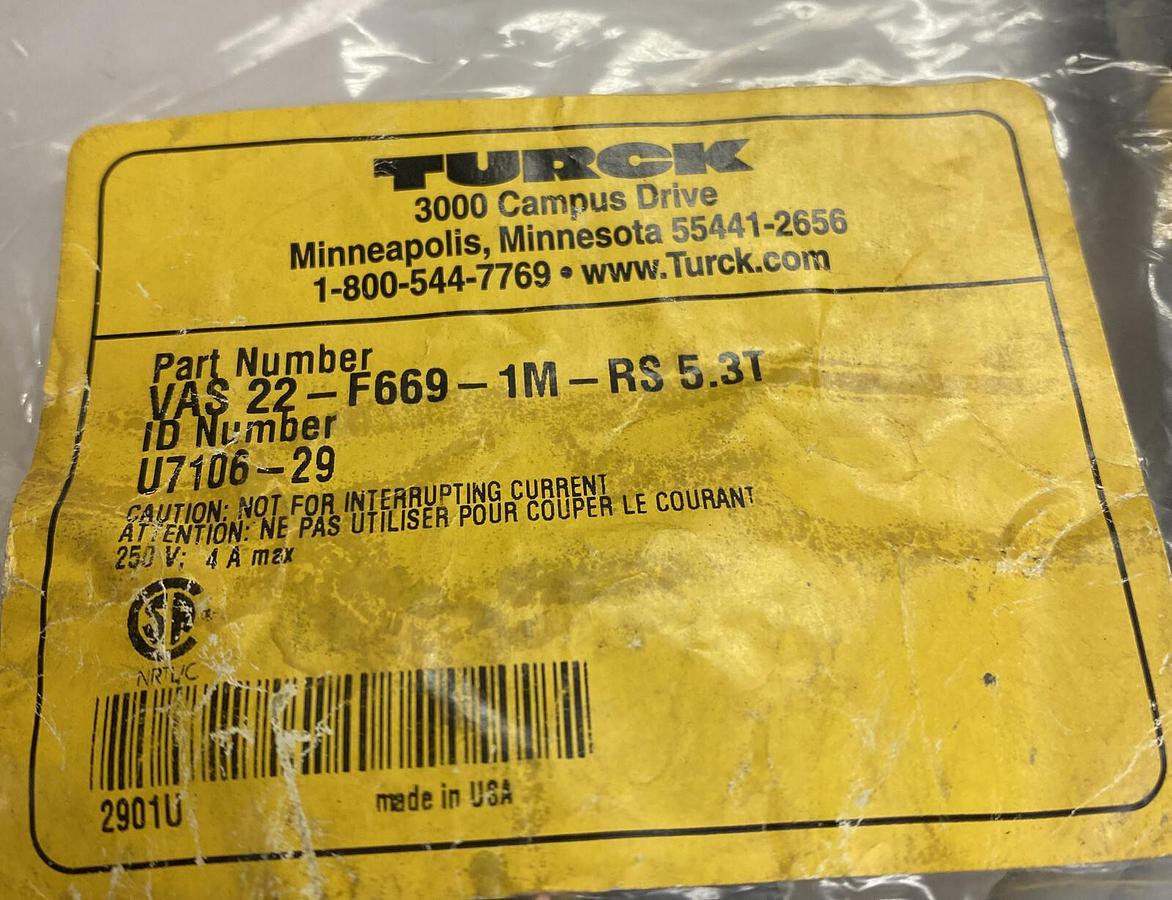 TURCK
3000 Campus Drive
Minneapolis, Minnesota 55441-2656
1-800-544-7769 • www.Turck.com
Part Number
VAS 22-F669-1M-RS 5.3T
ID Number
U7106-29
CAUTION: NOT FOR INTERRUPTING CURRENT
ATTENTION: NE PAS UTILISER POUR COUPER LE COURANT
250 V; 4 A max
NRTL/C
2901U
made in USA